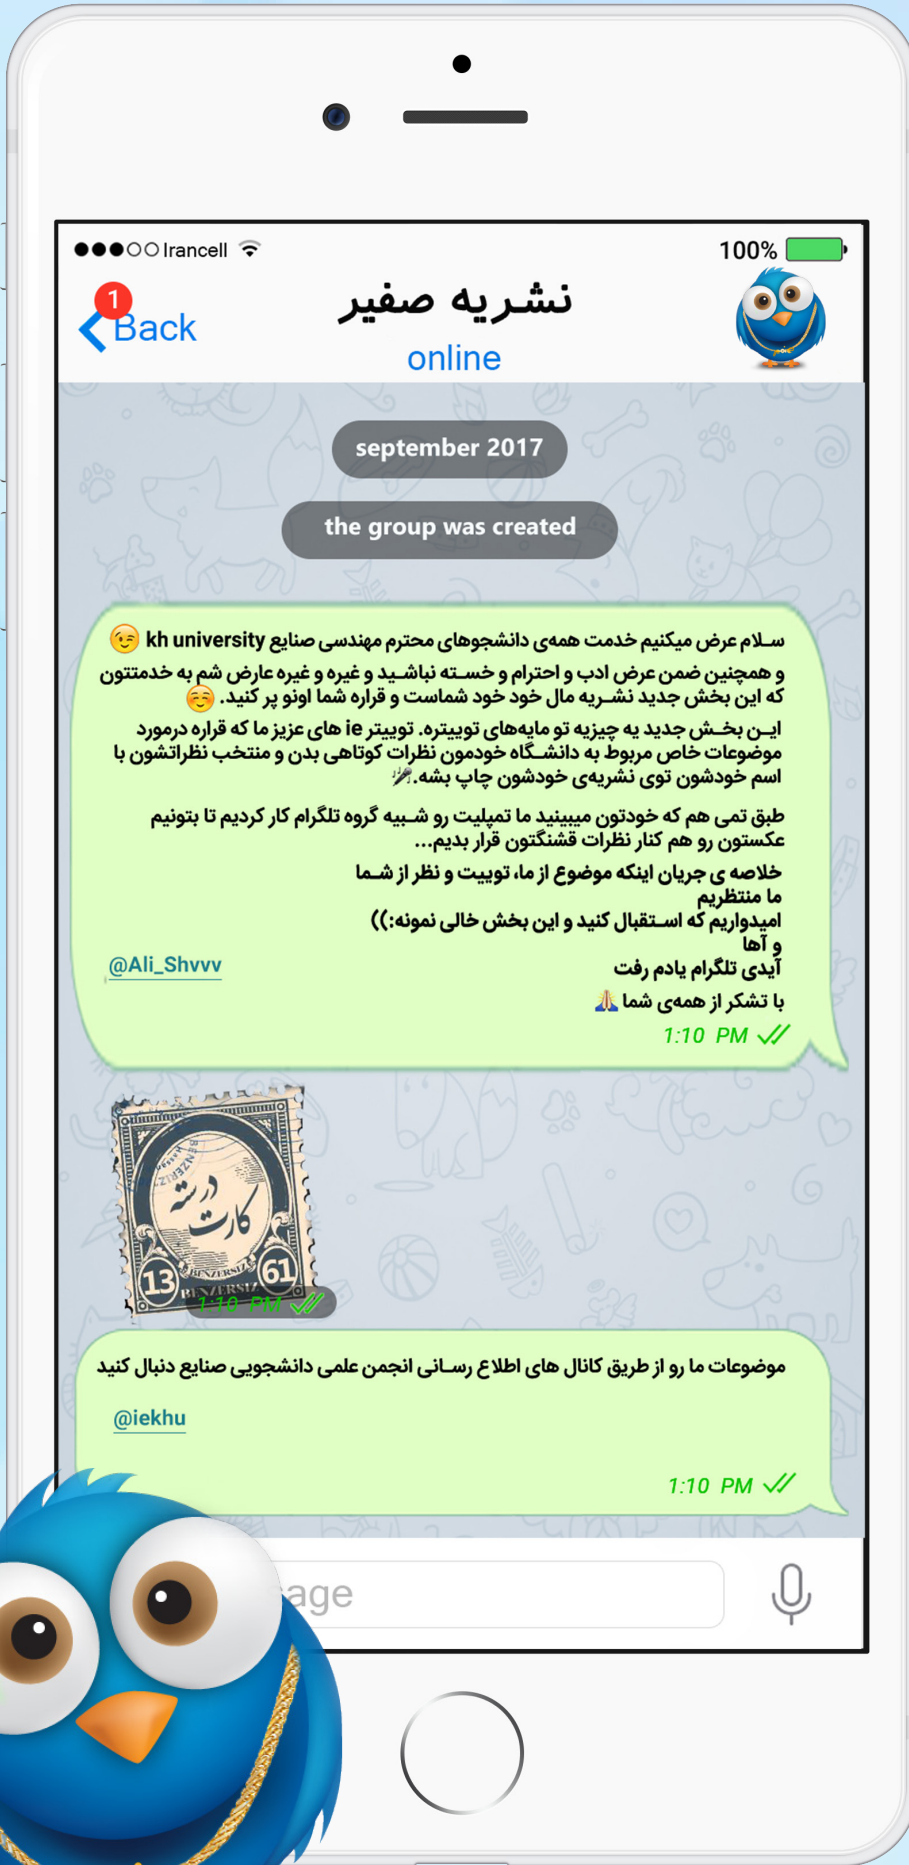 Irancell
100%
1
Back
نشریه صفیر
online
september 2017
the group was created
سلام عرض میکنیم خدمت همه‌ی دانشجوهای محترم مهندسی صنایع kh university 😉
و همچنین ضمن عرض ادب و احترام و خسته نباشید و غیره و غیره عارض شم به خدمتتون
که این بخش جدید نشریه مال خود خود شماست و قراره شما اونو پر کنید. ☺️
این بخش جدید یه چیزیه تو مایه‌های توییتره. توییتر ie های عزیز ما که قراره درمورد
موضوعات خاص مربوط به دانشگاه خودمون نظرات کوتاهی بدن و منتخب نظراتشون با
اسم خودشون توی نشریه‌ی خودشون چاپ بشه.🎤
طبق تمی هم که خودتون میبینید ما تمپلیت رو شبیه گروه تلگرام کار کردیم تا بتونیم
عکستون رو هم کنار نظرات قشنگتون قرار بدیم...
خلاصه ی جریان اینکه موضوع از ما، توییت و نظر از شما
ما منتظریم
امیدواریم که استقبال کنید و این بخش خالی نمونه:))
و آها
آیدی تلگرام یادم رفت
@Ali_Shvvv
با تشکر از همه‌ی شما 🙏
1:10 PM
کارت درسته
13
BENZERSIZ
61
BENZERSIZ
1:10 PM
موضوعات ما رو از طریق کانال های اطلاع رسانی انجمن علمی دانشجویی صنایع دنبال کنید
@iekhu
1:10 PM
sage